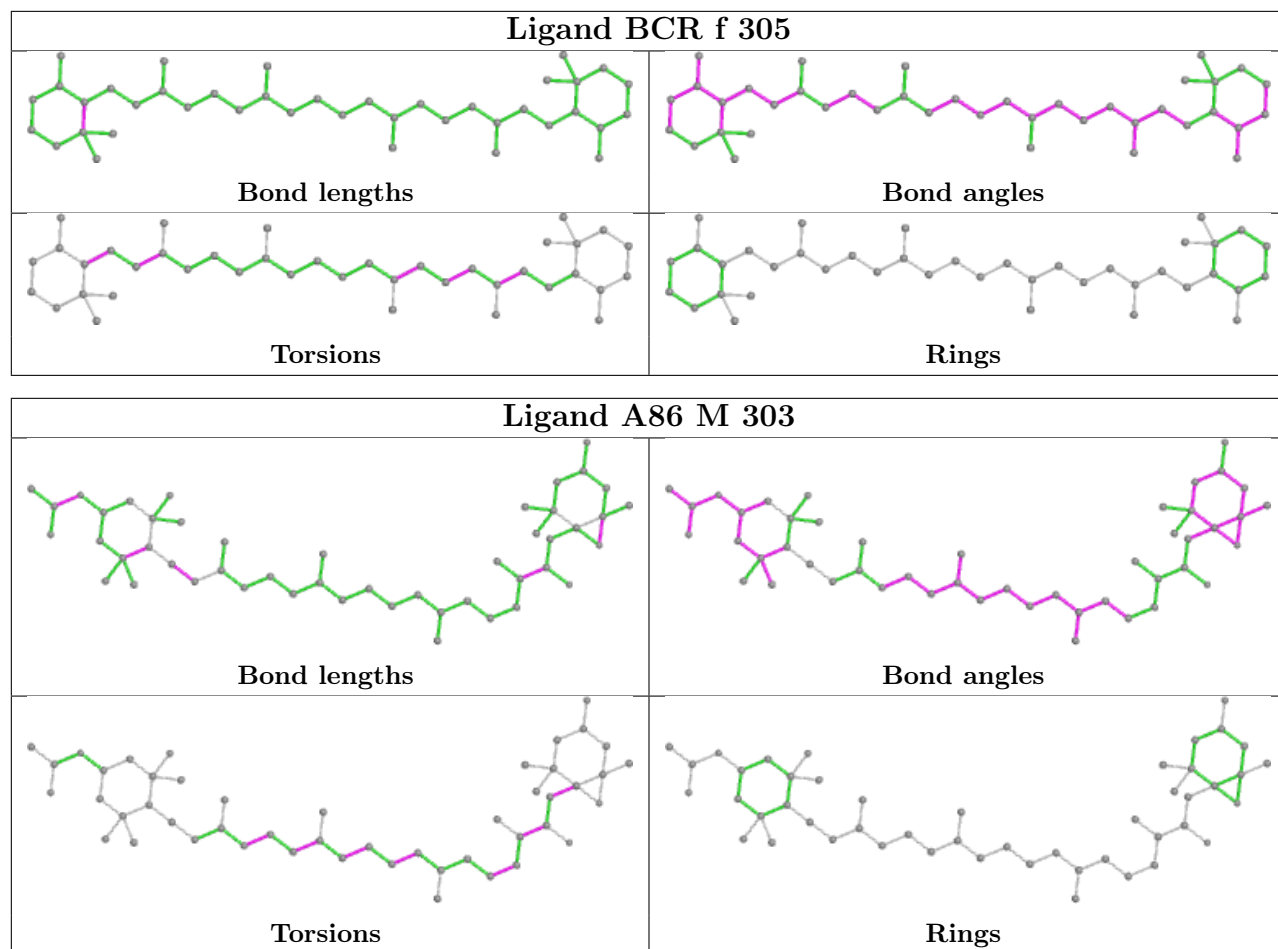 Ligand BCR f 305
Bond lengths
Bond angles
Torsions
Rings
Ligand A86 M 303
Bond lengths
Bond angles
Torsions
Rings